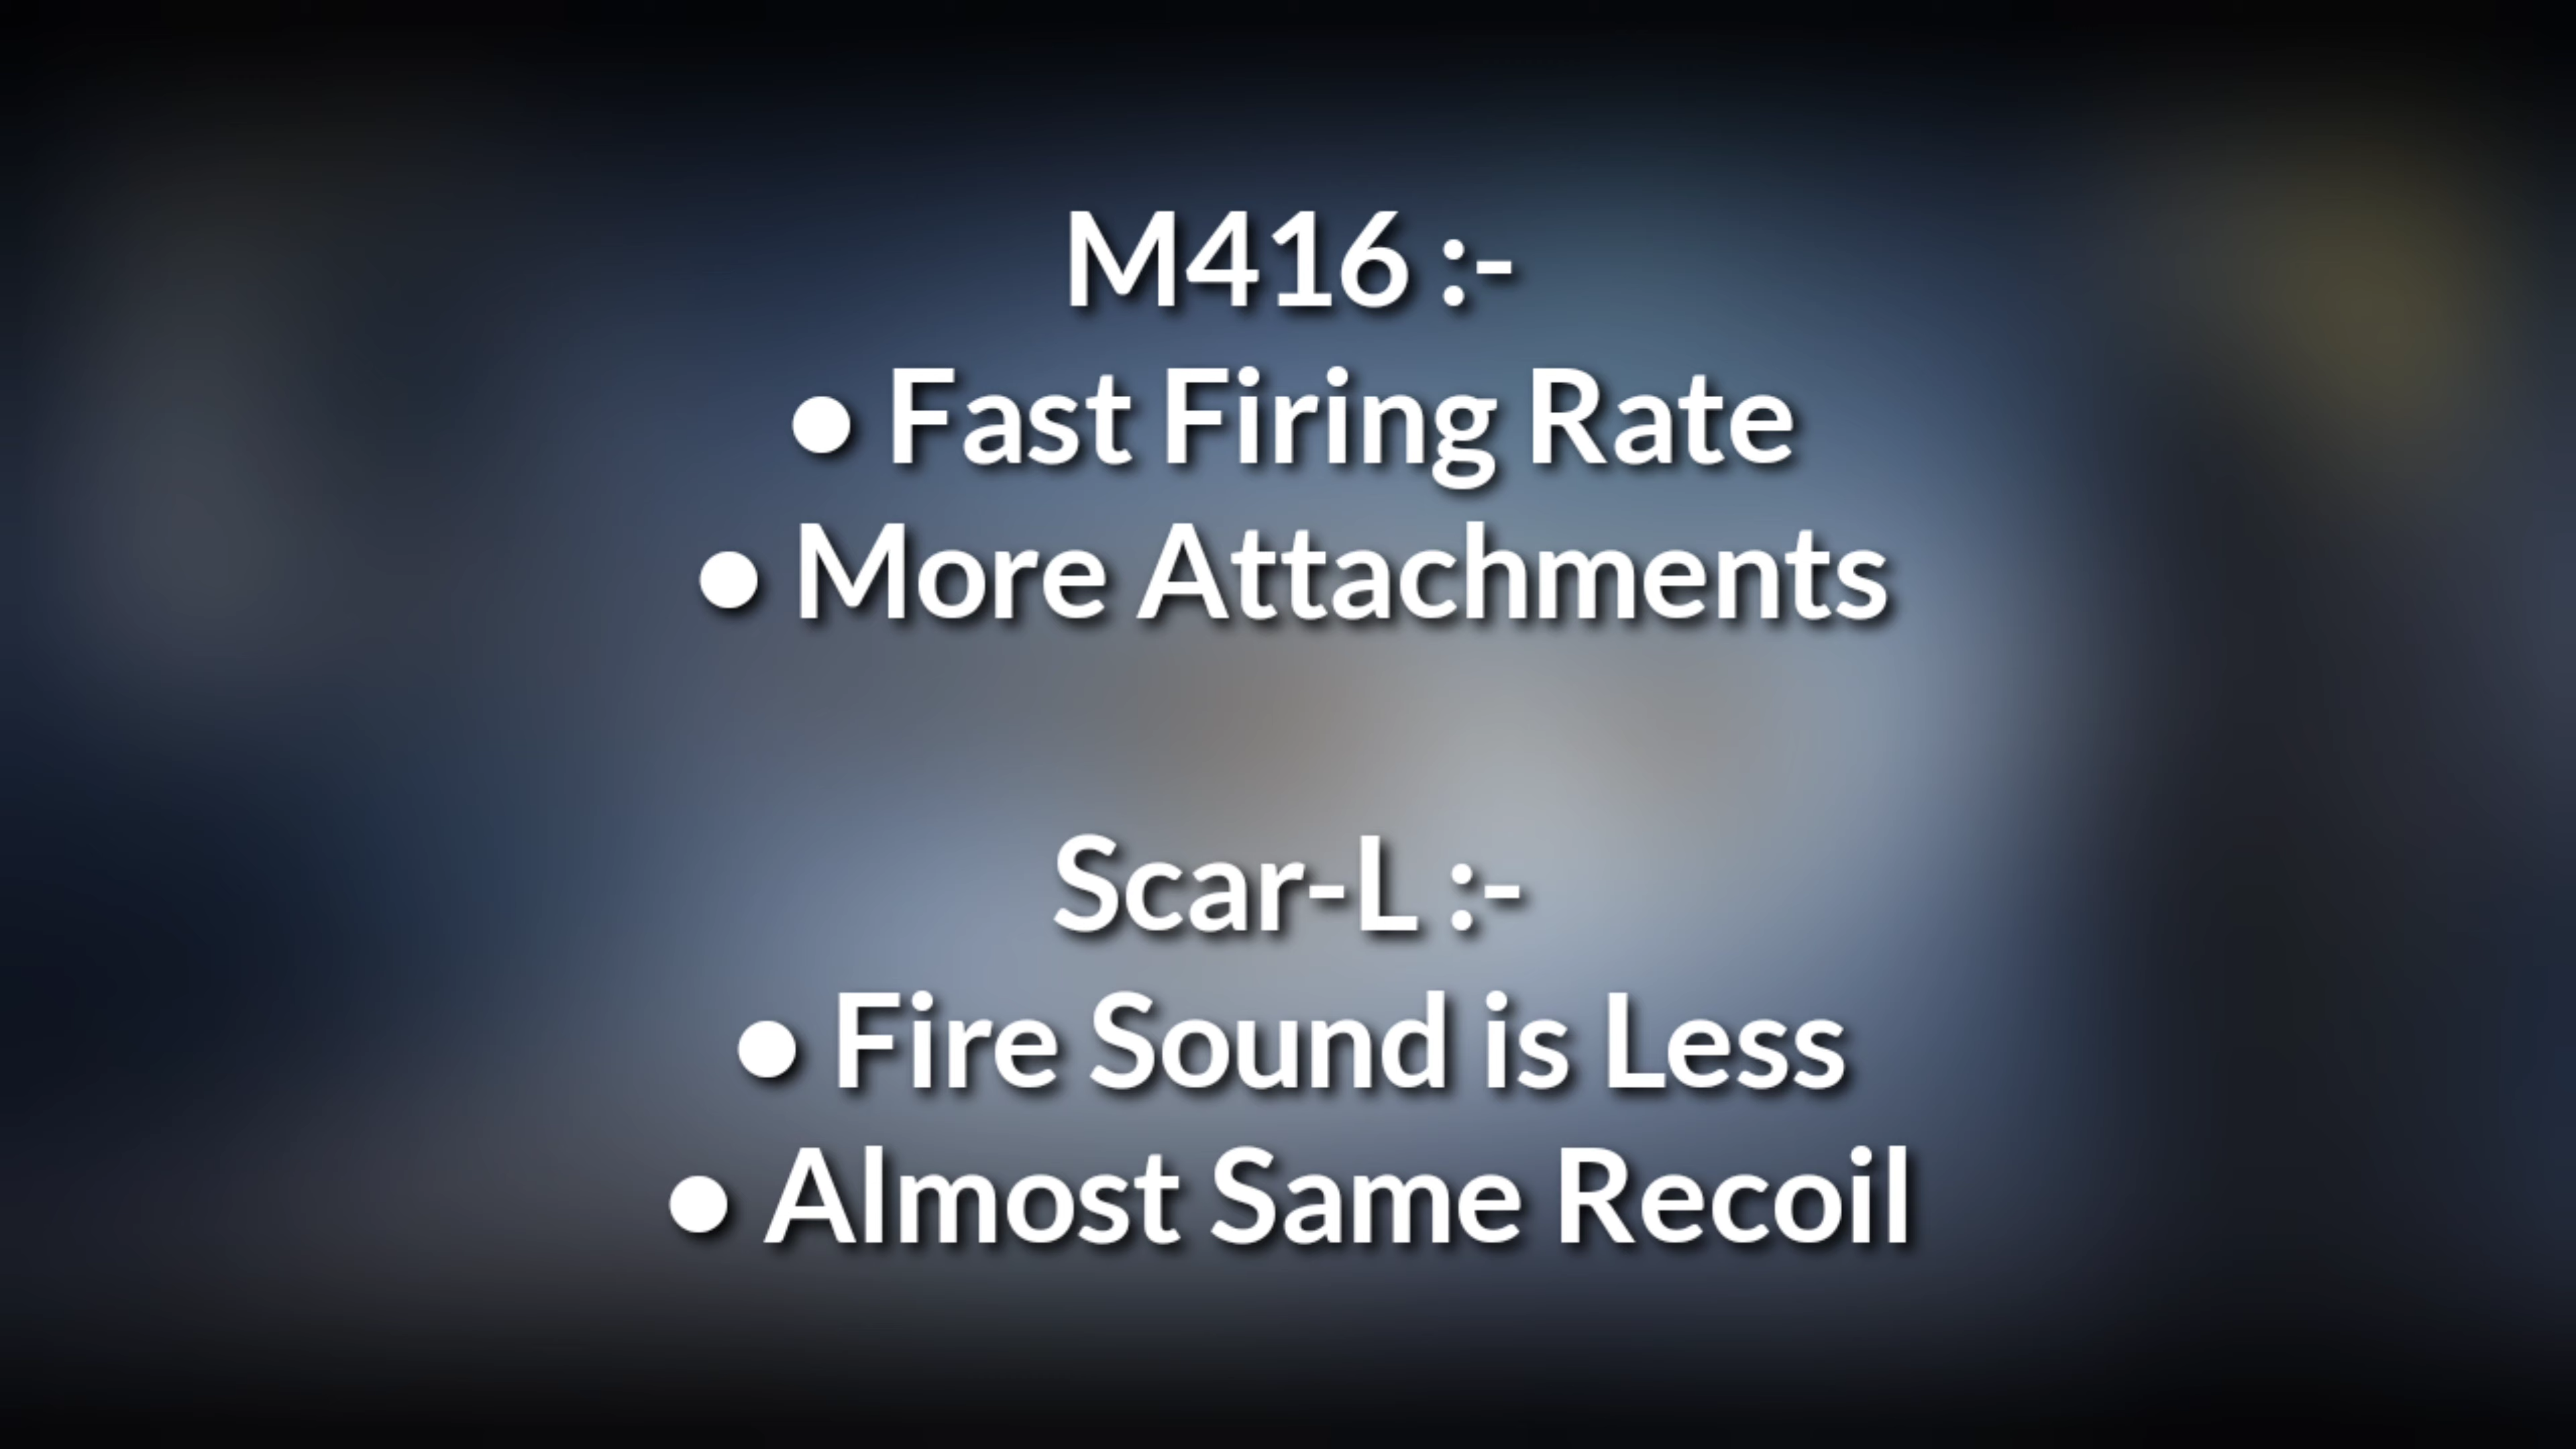 M416 :-
• Fast Firing Rate
• More Attachments
Scar-L :-
• Fire Sound is Less
• Almost Same Recoil